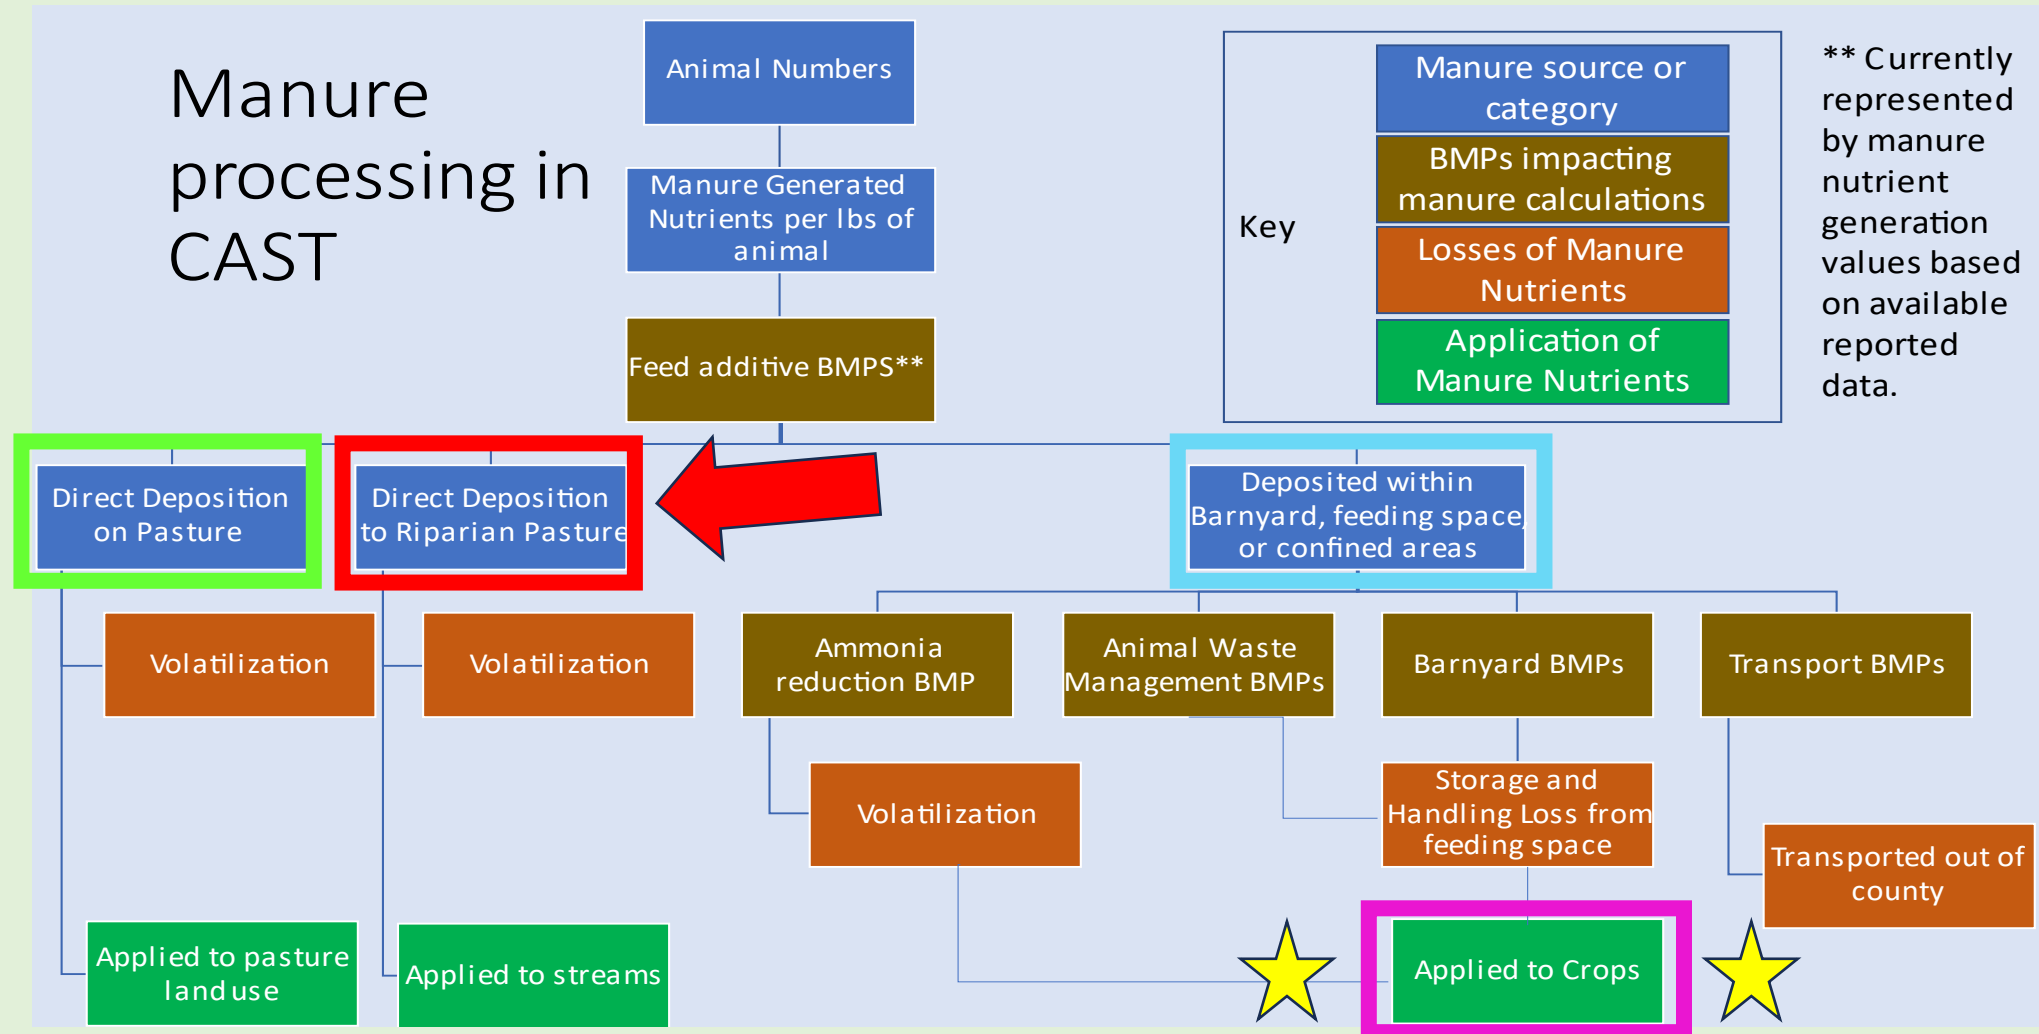 Manure
processing in
CAST
Animal Numbers
Manure Generated
Nutrients per lbs of
animal
Feed additive BMPS**
Key
Manure source or
category
BMPs impacting
manure calculations
Losses of Manure
Nutrients
Application of
Manure Nutrients
** Currently
represented
by manure
nutrient
generation
values based
on available
reported
data.
Direct Deposition
on Pasture
Direct Deposition
to Riparian Pasture
Deposited within
Barnyard, feeding space,
or confined areas
Volatilization
Volatilization
Ammonia
reduction BMP
Animal Waste
Management BMPs
Barnyard BMPs
Transport BMPs
Volatilization
Storage and
Handling Loss from
feeding space
Transported out of
county
Applied to pasture
land use
Applied to streams
Applied to Crops